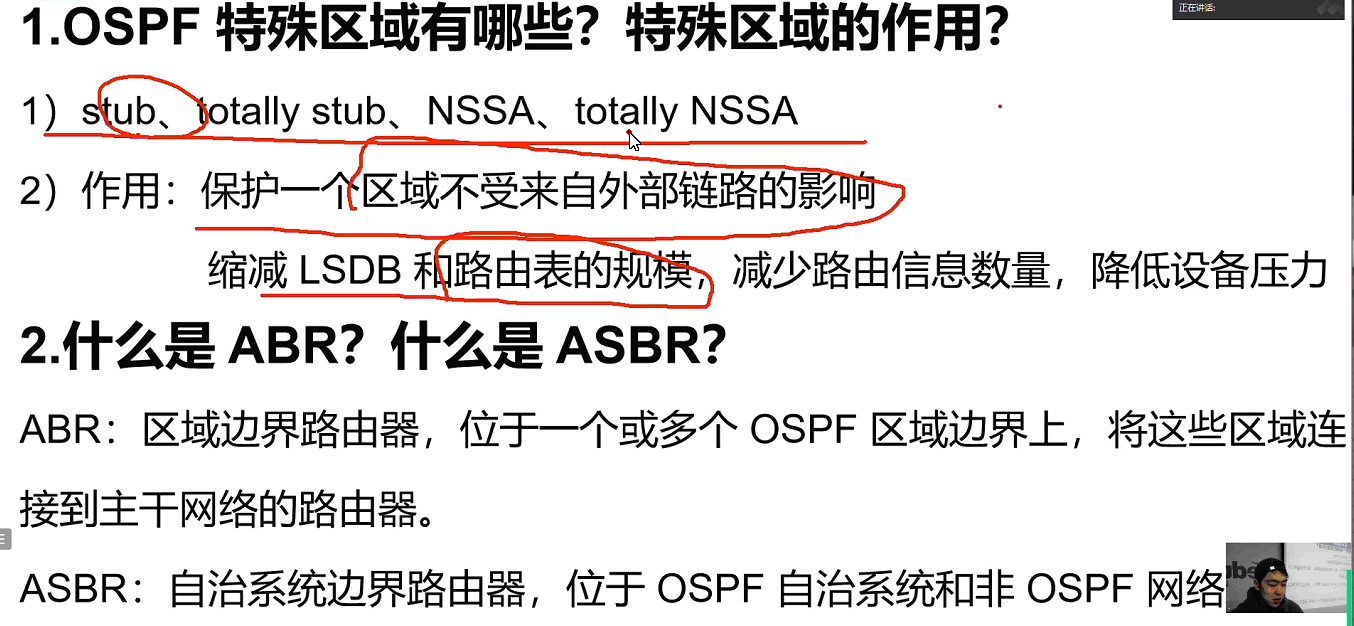 正在讲话:
1.OSPF 特殊区域有哪些？特殊区域的作用？
1）stub、totally stub、NSSA、totally NSSA
2）作用：保护一个区域不受来自外部链路的影响
缩减 LSDB 和路由表的规模，减少路由信息数量，降低设备压力
2.什么是 ABR？什么是 ASBR？
ABR：区域边界路由器，位于一个或多个 OSPF 区域边界上，将这些区域连
接到主干网络的路由器。
ASBR：自治系统边界路由器，位于 OSPF 自治系统和非 OSPF 网络